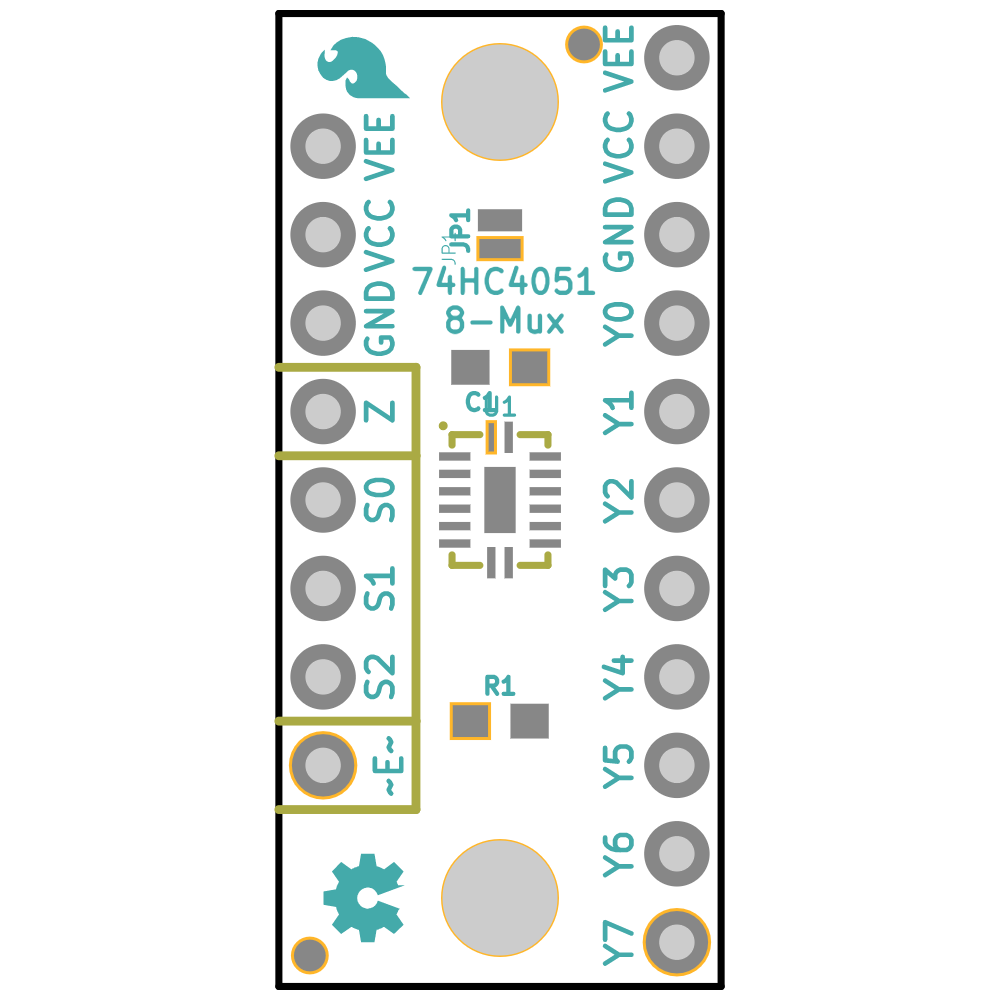 VEE
VCC
GND
Z
S0
S1
S2
~E~
JP1
JP1
74HC4051
8-Mux
C1
U1
R1
VEE
VCC
GND
Y0
Y1
Y2
Y3
Y4
Y5
Y6
Y7